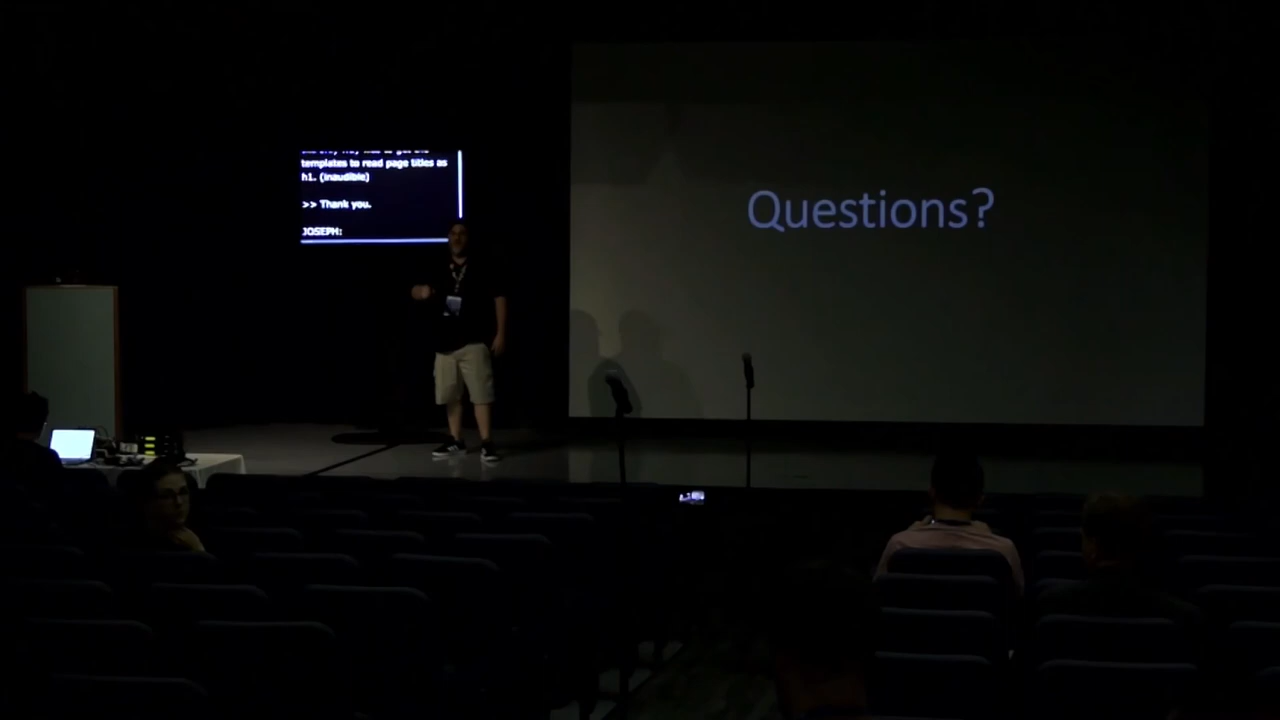 templates to read page titles as
h1. (inaudible)
>> Thank you.
JOSEPH:
Questions?